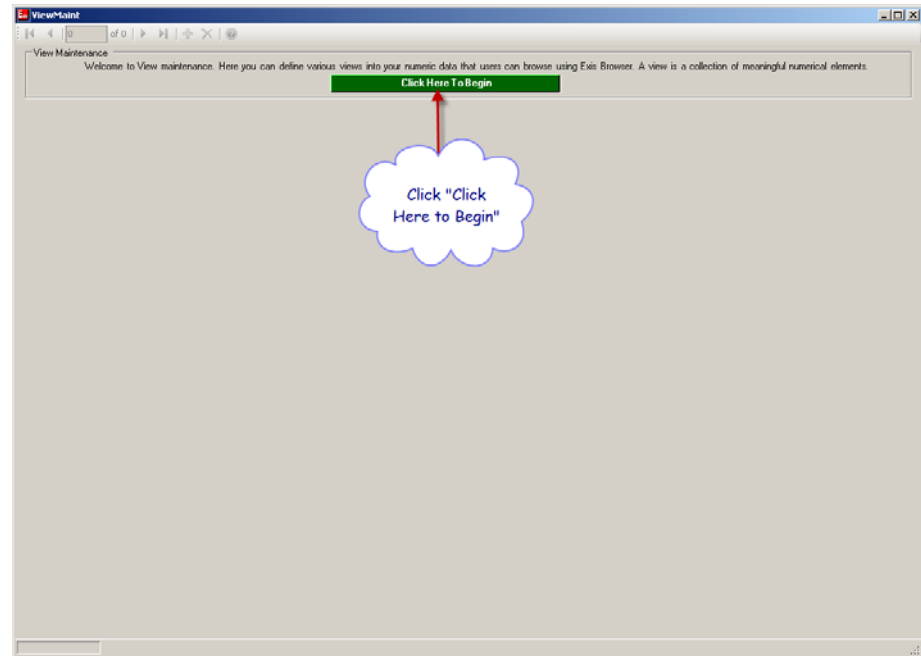 ViewMaint
0 of 0
View Maintenance
Welcome to View maintenance. Here you can define various views into your numeric data that users can browse using Exis Browser. A view is a collection of meaningful numerical elements.
Click Here To Begin
Click "Click
Here to Begin"